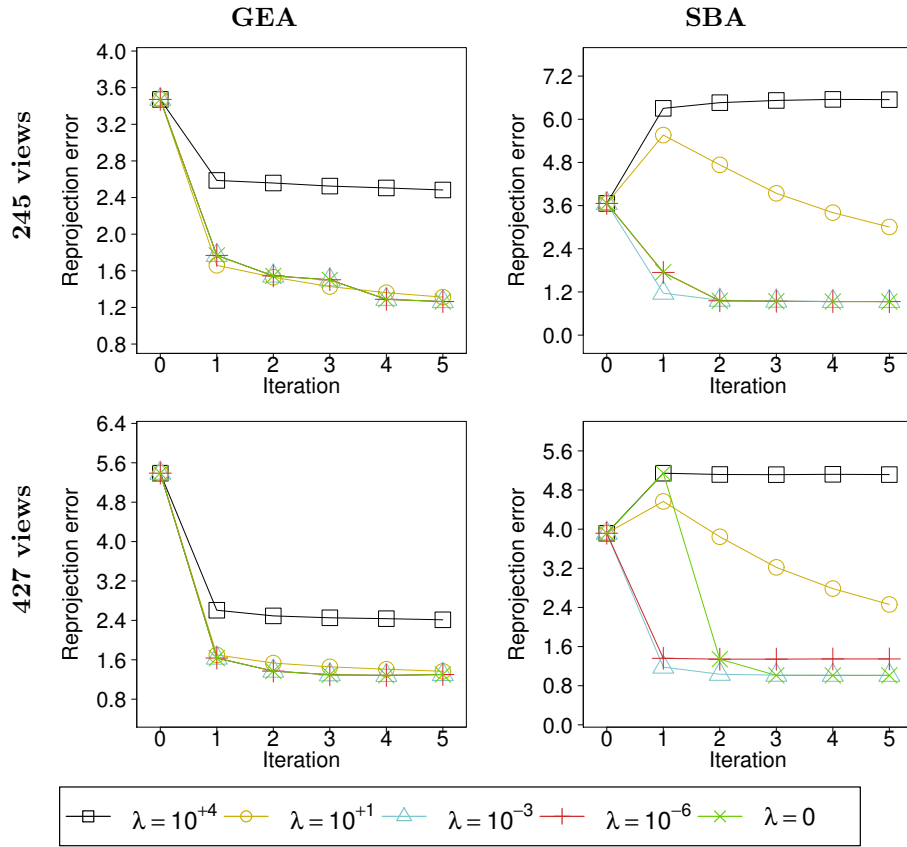 GEA
SBA
245 views
Reprojection error
4.0
3.6
3.2
2.8
2.4
2.0
1.6
1.2
0.8
0 1 2 3 4 5
Iteration
Reprojection error
7.2
6.0
4.8
3.6
2.4
1.2
0.0
0 1 2 3 4 5
Iteration
427 views
Reprojection error
6.4
5.6
4.8
4.0
3.2
2.4
1.6
0.8
0 1 2 3 4 5
Iteration
Reprojection error
5.6
4.8
4.0
3.2
2.4
1.6
0.8
0.0
0 1 2 3 4 5
Iteration
λ = 10⁺⁴ λ = 10⁺¹ λ = 10⁻³ λ = 10⁻⁶ λ = 0